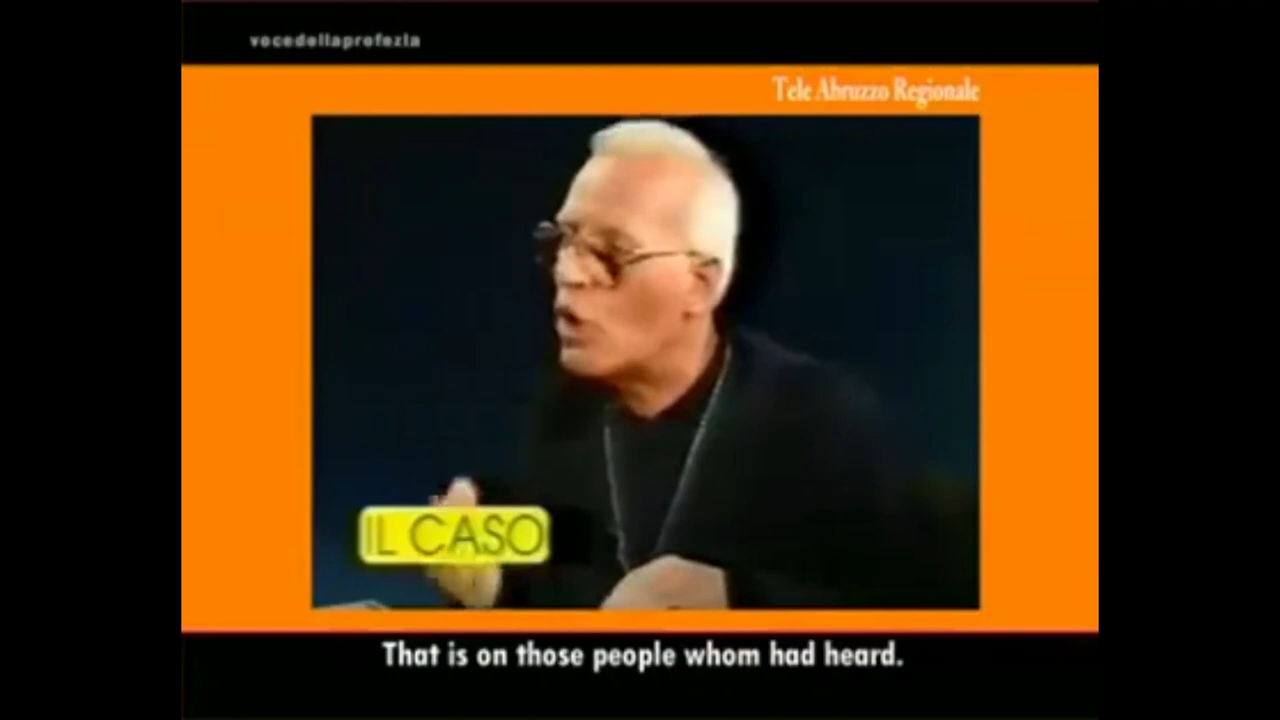 vocedellaprofezia
Tele Abruzzo Regionale
IL CASO
That is on those people whom had heard.